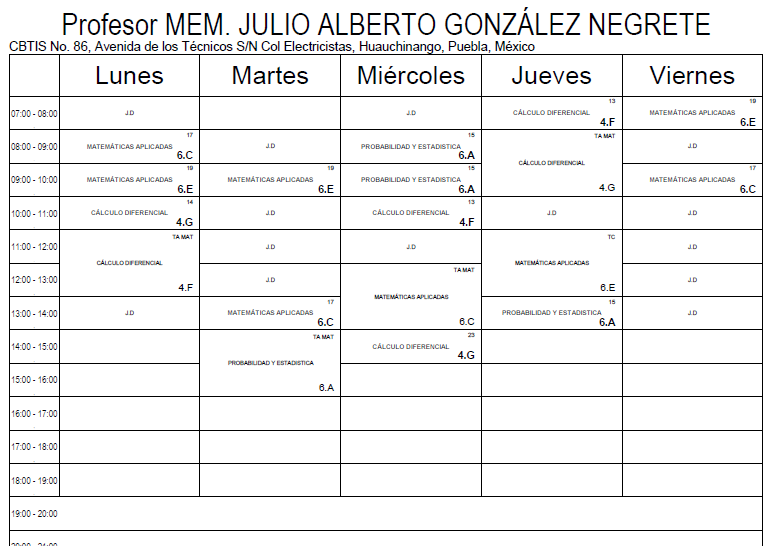 Profesor MEM. JULIO ALBERTO GONZÁLEZ NEGRETE
CBTIS No. 86, Avenida de los Técnicos S/N Col Electricistas, Huauchinango, Puebla, México
Lunes Martes Miércoles Jueves Viernes
07:00 - 08:00
J.D
J.D
13
CÁLCULO DIFERENCIAL
4.F
19
MATEMÁTICAS APLICADAS
6.E
08:00 - 09:00
17
MATEMÁTICAS APLICADAS
6.C
J.D
15
PROBABILIDAD Y ESTADISTICA
6.A
TA MAT
CÁLCULO DIFERENCIAL
4.G
J.D
09:00 - 10:00
19
MATEMÁTICAS APLICADAS
6.E
19
MATEMÁTICAS APLICADAS
6.E
15
PROBABILIDAD Y ESTADISTICA
6.A
17
MATEMÁTICAS APLICADAS
6.C
10:00 - 11:00
14
CÁLCULO DIFERENCIAL
4.G
J.D
13
CÁLCULO DIFERENCIAL
4.F
J.D
J.D
11:00 - 12:00
TA MAT
CÁLCULO DIFERENCIAL
4.F
J.D
J.D
TC
MATEMÁTICAS APLICADAS
6.E
J.D
12:00 - 13:00
J.D
TA MAT
MATEMÁTICAS APLICADAS
6.C
J.D
13:00 - 14:00
J.D
17
MATEMÁTICAS APLICADAS
6.C
15
PROBABILIDAD Y ESTADISTICA
6.A
J.D
14:00 - 15:00
TA MAT
PROBABILIDAD Y ESTADISTICA
6.A
23
CÁLCULO DIFERENCIAL
4.G
15:00 - 16:00
16:00 - 17:00
17:00 - 18:00
18:00 - 19:00
19:00 - 20:00